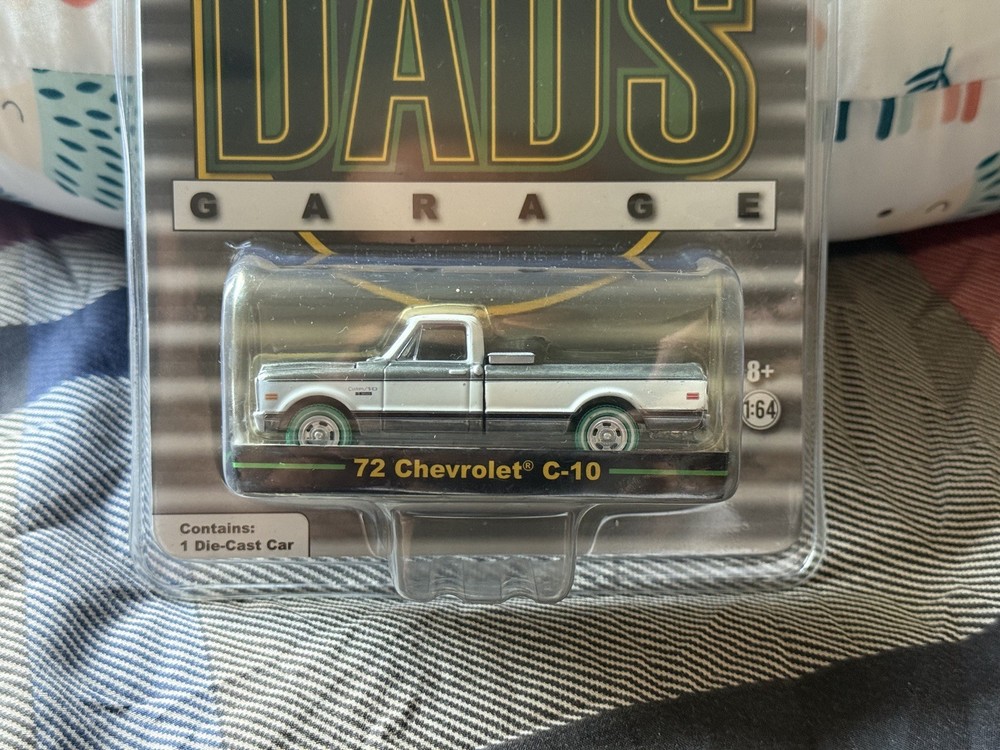 DADS
GARAGE
8+
1:64
72 Chevrolet® C-10
Contains:
1 Die-Cast Car